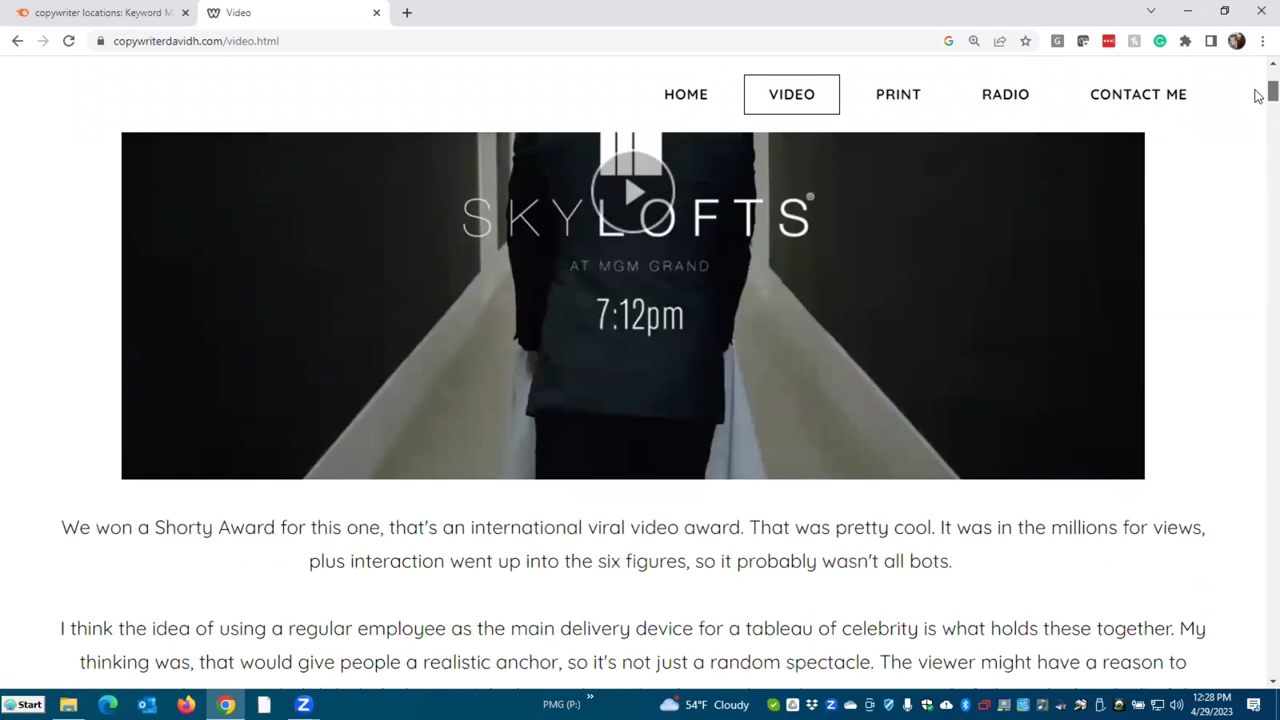 copywriter locations: Keyword M
Video
copywriterdavidh.com/video.html
HOME
VIDEO
PRINT
RADIO
CONTACT ME
SKYLOFTS®
AT MGM GRAND
7:12pm
We won a Shorty Award for this one, that's an international viral video award. That was pretty cool. It was in the millions for views,
plus interaction went up into the six figures, so it probably wasn't all bots.
I think the idea of using a regular employee as the main delivery device for a tableau of celebrity is what holds these together. My
thinking was, that would give people a realistic anchor, so it's not just a random spectacle. The viewer might have a reason to
Start
PMG (P:)
54°F Cloudy
12:28 PM
4/29/2023